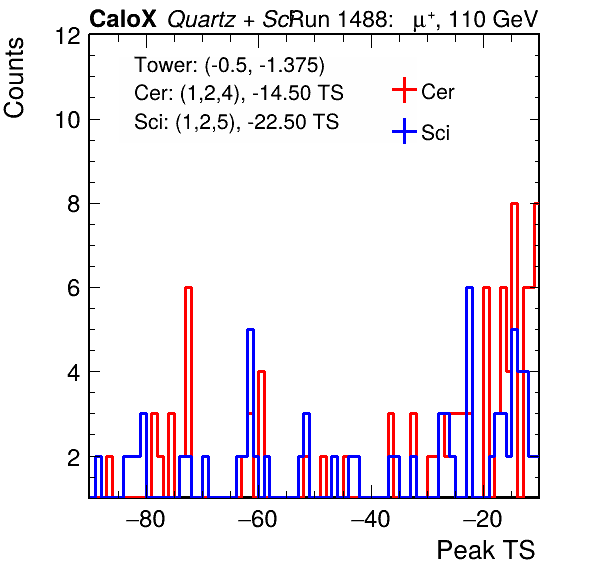 CaloX Quartz + Sci Run 1488: μ+, 110 GeV
Counts
12
10
8
6
4
2
Tower: (-0.5, -1.375)
Cer: (1,2,4), -14.50 TS
Sci: (1,2,5), -22.50 TS
Cer
Sci
−80 −60 −40 −20
Peak TS